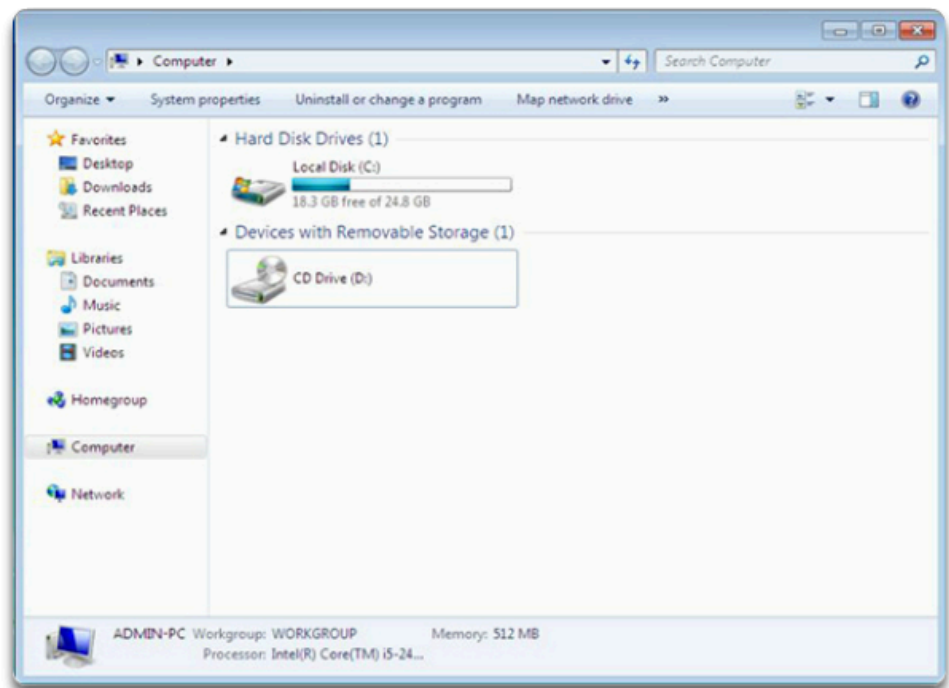 Computer
Search Computer
Organize System properties Uninstall or change a program Map network drive »
Favorites
Desktop
Downloads
Recent Places
Libraries
Documents
Music
Pictures
Videos
Homegroup
Computer
Network
Hard Disk Drives (1)
Local Disk (C:)
18.3 GB free of 24.8 GB
Devices with Removable Storage (1)
CD Drive (D:)
ADMIN-PC Workgroup: WORKGROUP Memory: 512 MB
Processor: Intel(R) Core(TM) i5-24...